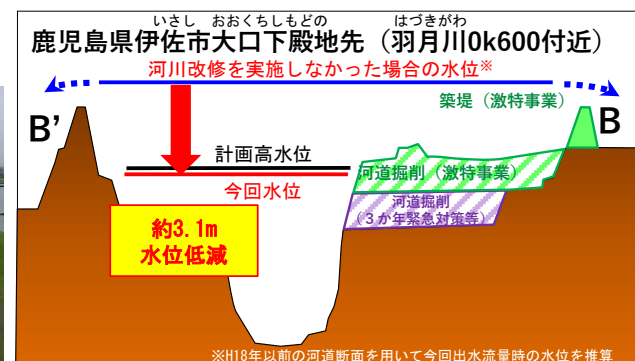 いさし おおくちしもどの はづきがわ
鹿児島県伊佐市大口下殿地先（羽月川0k600付近）
河川改修を実施しなかった場合の水位※
築堤（激特事業）
B'
B
計画高水位
河道掘削（激特事業）
今回水位
河道掘削
（３か年緊急対策等）
約3.1m
水位低減
※H18年以前の河道断面を用いて今回出水流量時の水位を推算